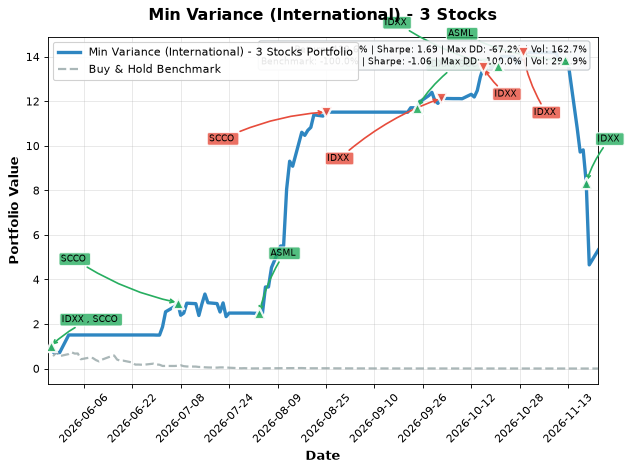 Min Variance (International) - 3 Stocks
IDXX
ASML
% | Sharpe: 1.69 | Max DD: -67.2% | Vol: 162.7%
Min Variance (International) - 3 Stocks Portfolio
Buy & Hold Benchmark
Benchmark: -100.0% | Sharpe: -1.06 | Max DD: -100.0% | Vol:
IDXX
IDXX
SCCO
IDXX
IDXX
SCCO
ASML
IDXX , SCCO
Portfolio Value
14
12
10
8
6
4
2
0
2026-06-06
2026-06-22
2026-07-08
2026-07-24
2026-08-09
2026-08-25
2026-09-10
2026-09-26
2026-10-12
2026-10-28
2026-11-13
Date